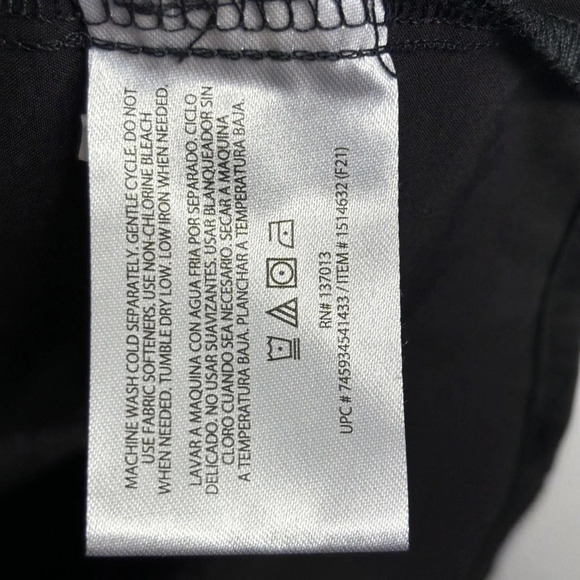 MACHINE WASH COLD SEPARATELY, GENTLE CYCLE. DO NOT
USE FABRIC SOFTENERS. USE NON-CHLORINE BLEACH
WHEN NEEDED. TUMBLE DRY LOW. LOW IRON WHEN NEEDED.
LAVAR A MAQUINA CON AGUA FRIA POR SEPARADO, CICLO
DELICADO. NO USAR SUAVIZANTES. USAR BLANQUEADOR SIN
CLORO CUANDO SEA NECESARIO. SECAR A MAQUINA
A TEMPERATURA BAJA. PLANCHAR A TEMPERATURA BAJA.
RN# 137013
UPC # 745934541433 / ITEM # 1514632 (F21)